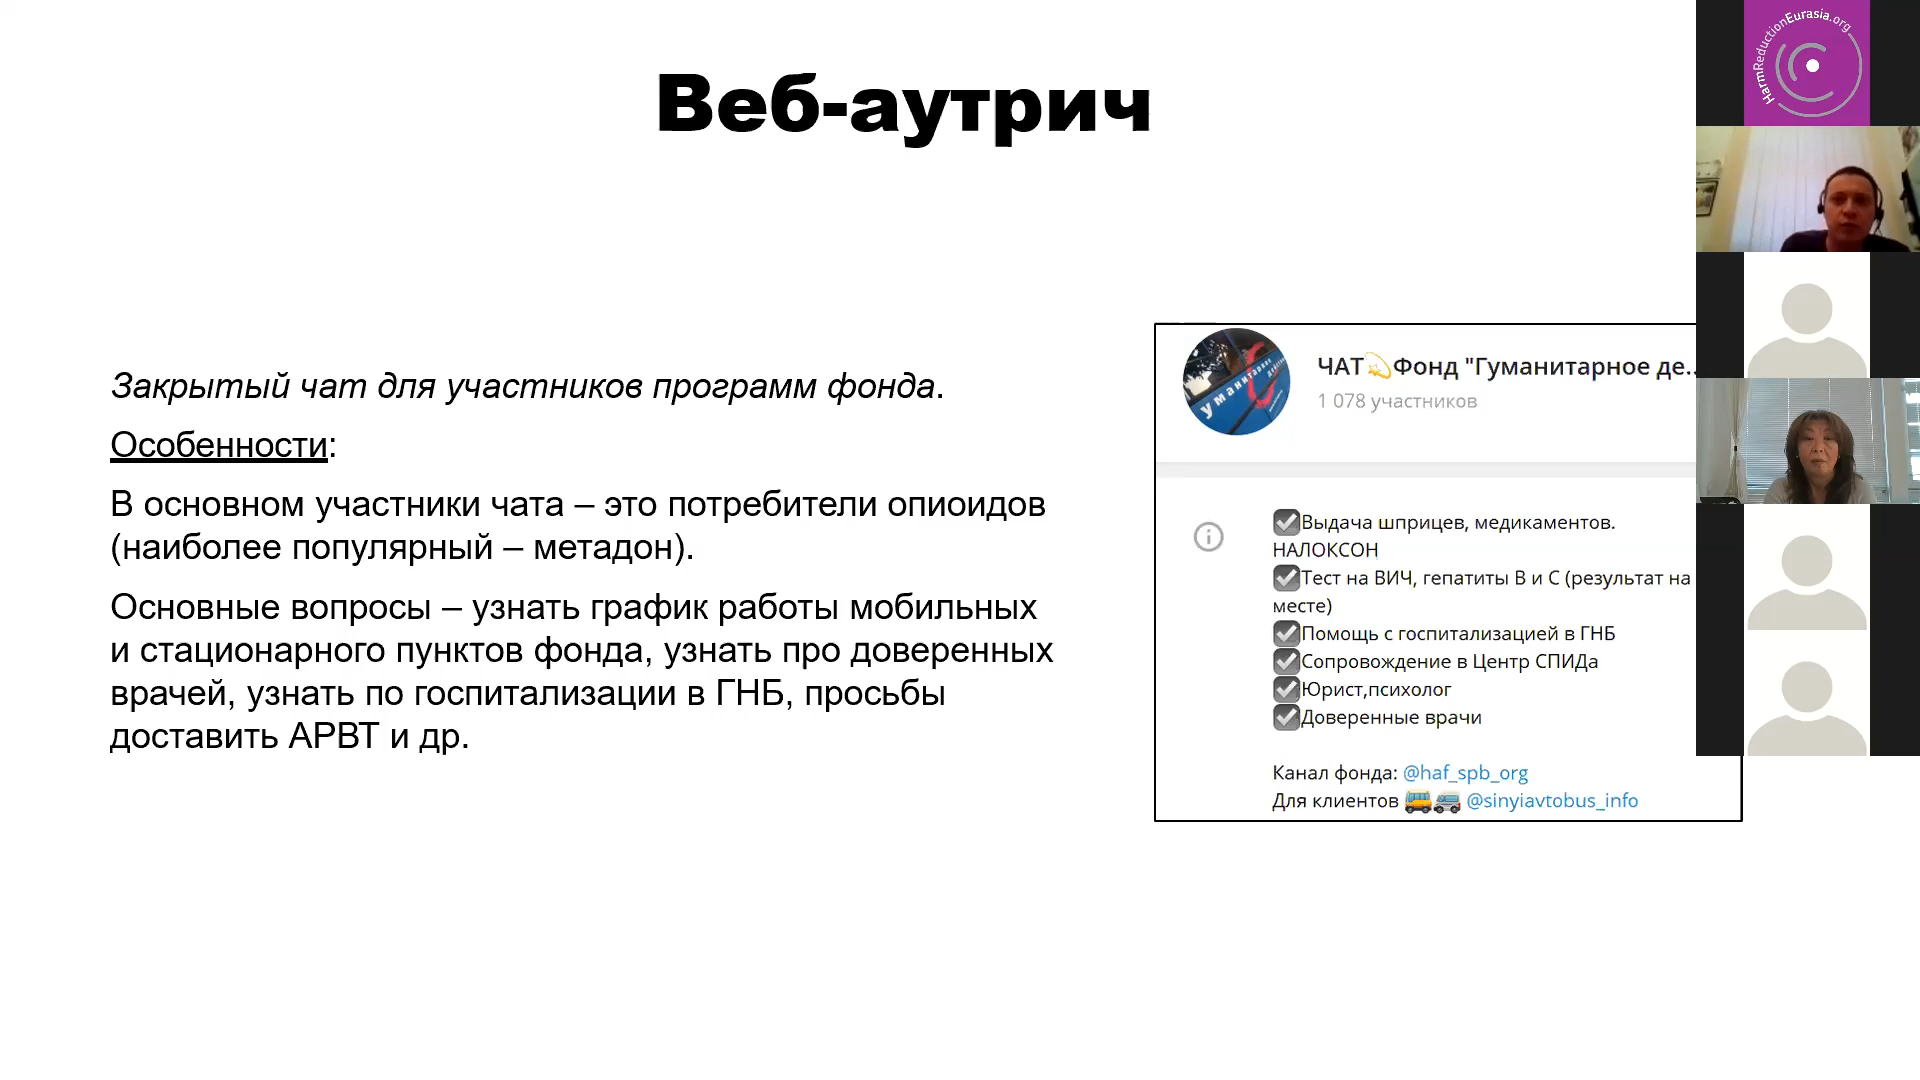 Веб-аутрич
Закрытый чат для участников программ фонда.
Особенности:
В основном участники чата – это потребители опиоидов
(наиболее популярный – метадон).
Основные вопросы – узнать график работы мобильных
и стационарного пунктов фонда, узнать про доверенных
врачей, узнать по госпитализации в ГНБ, просьбы
доставить АРВТ и др.
ЧАТ💫Фонд "Гуманитарное де..
1 078 участников
☑Выдача шприцев, медикаментов.
НАЛОКСОН
☑Тест на ВИЧ, гепатиты В и С (результат на
месте)
☑Помощь с госпитализацией в ГНБ
☑Сопровождение в Центр СПИДа
☑Юрист,психолог
☑Доверенные врачи
Канал фонда: @haf_spb_org
Для клиентов 🚌🚑 @sinyiavtobus_info
HarmReductionEurasia.org